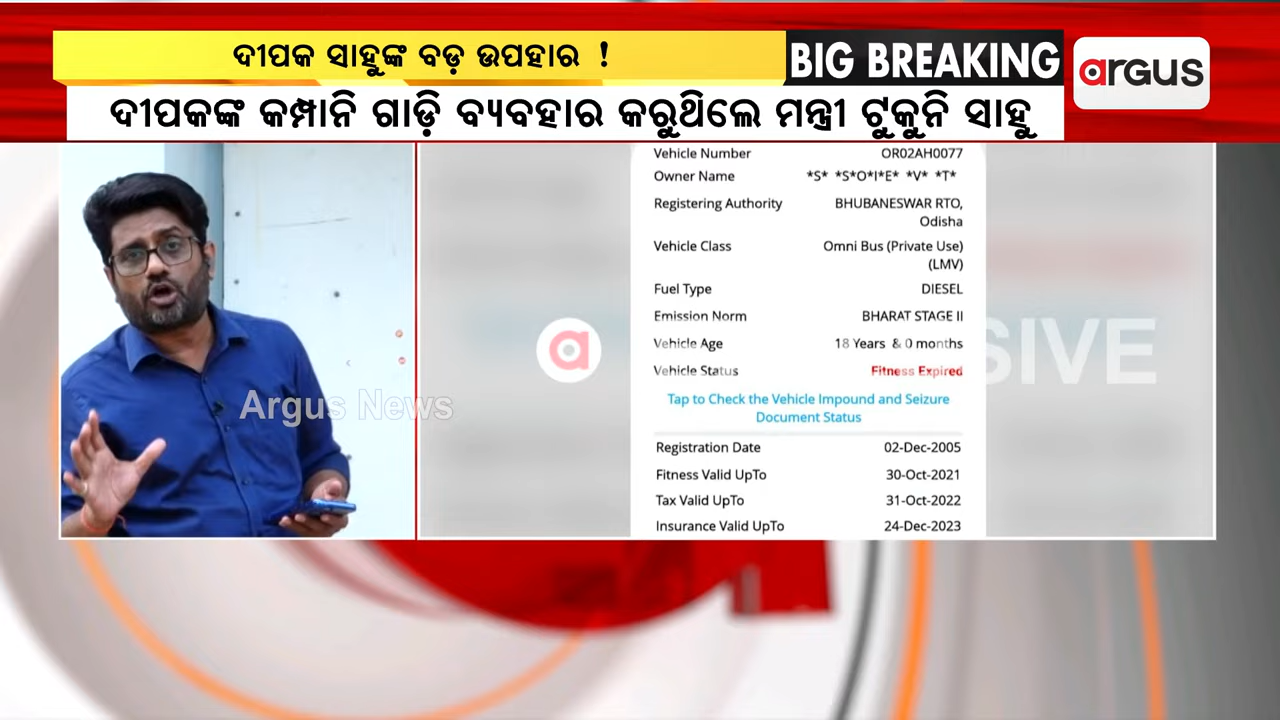 ଦୀପକ ସାହୁଙ୍କ ବଡ଼ ଉପହାର !
BIG BREAKING
argus
ଦୀପକଙ୍କ କମ୍ପାନି ଗାଡ଼ି ବ୍ୟବହାର କରୁଥିଲେ ମନ୍ତ୍ରୀ ଟୁକୁନି ସାହୁ
Vehicle Number OR02AH0077
Owner Name *S* *S*O*I*E* *V* *T*
Registering Authority BHUBANESWAR RTO,
Odisha
Vehicle Class Omni Bus (Private Use)
(LMV)
Fuel Type DIESEL
Emission Norm BHARAT STAGE II
Vehicle Age 18 Years & 0 months
Vehicle Status Fitness Expired
Tap to Check the Vehicle Impound and Seizure
Document Status
Registration Date 02-Dec-2005
Fitness Valid UpTo 30-Oct-2021
Tax Valid UpTo 31-Oct-2022
Insurance Valid UpTo 24-Dec-2023
Argus News
a
SIVE